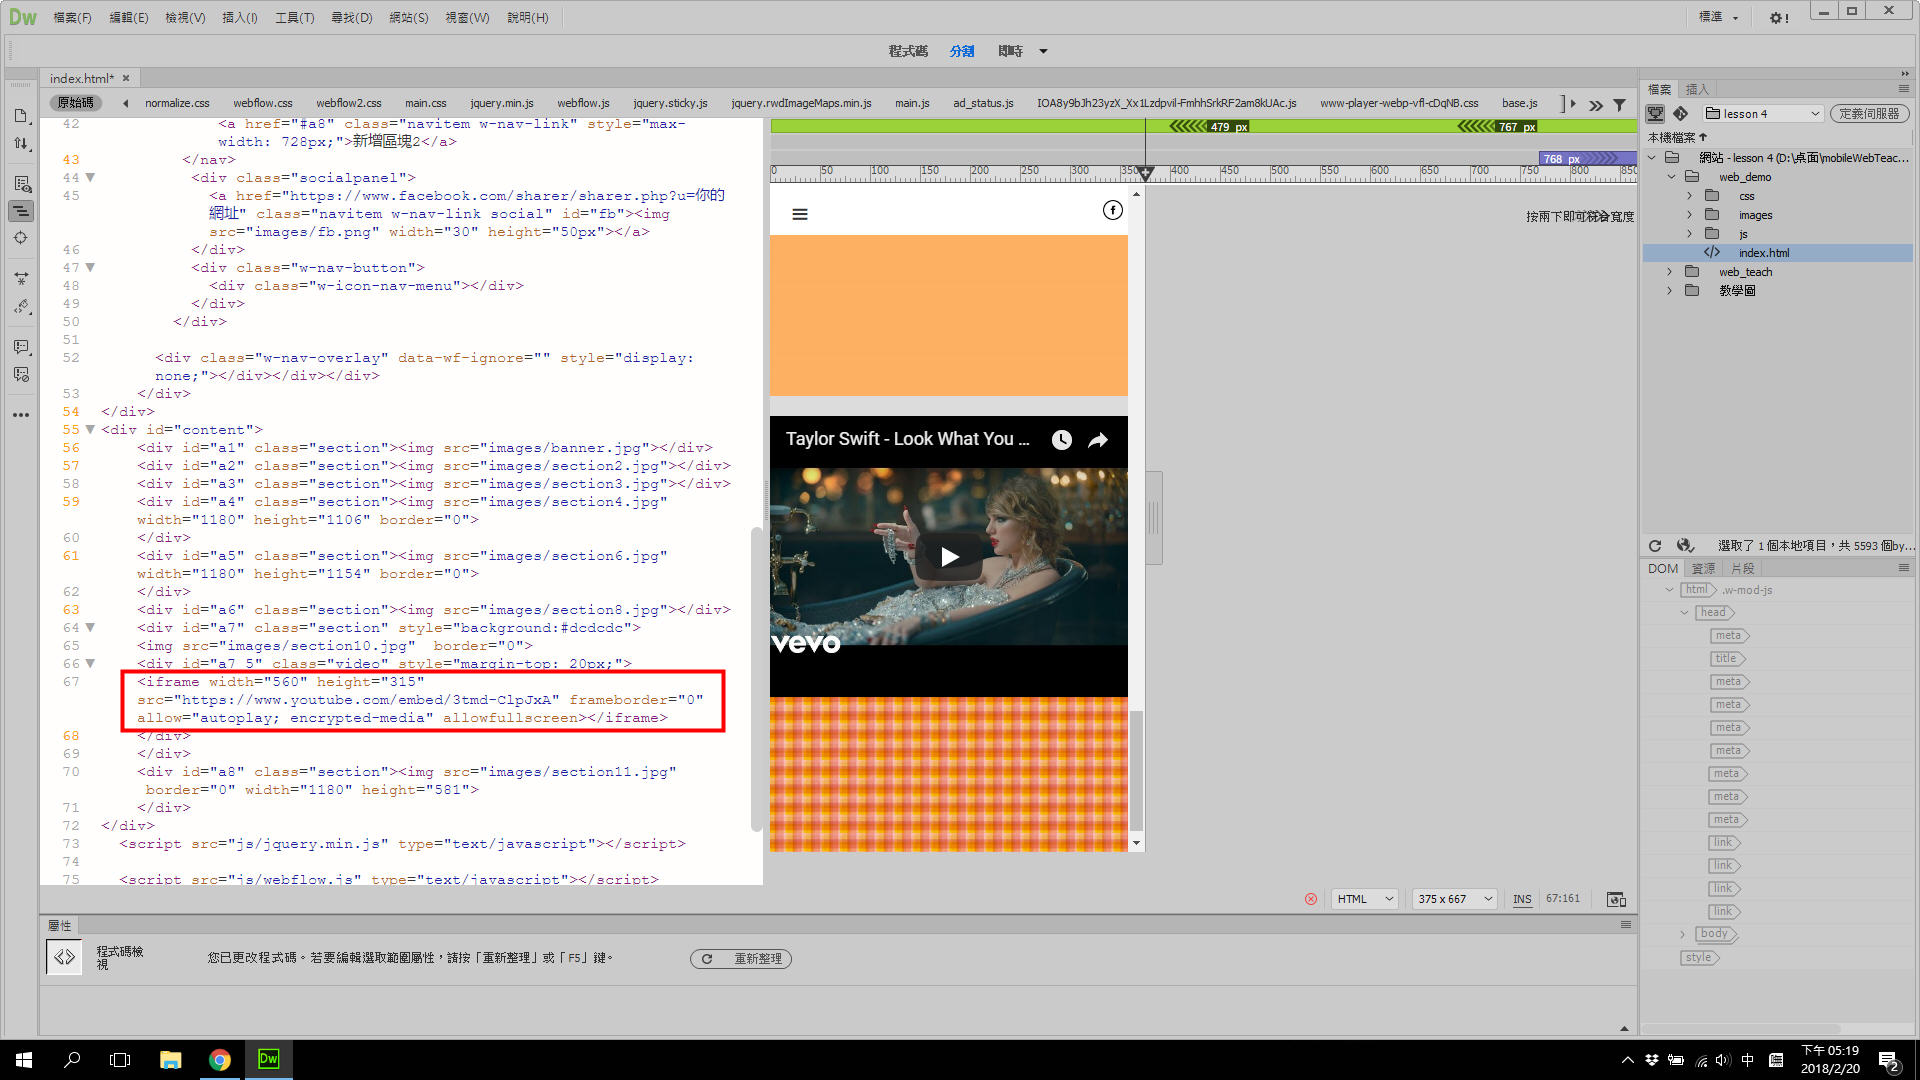 Dw 檔案(F) 編輯(E) 檢視(V) 插入(I) 工具(T) 尋找(D) 網站(S) 視窗(W) 說明(H) 標準
程式碼 分割 即時
index.html*
原始碼 normalize.css webflow.css webflow2.css main.css jquery.min.js webflow.js jquery.sticky.js jquery.rwdImageMaps.min.js main.js ad_status.js IOA8y9bJh23yzX_Xx1Lzdpvil-FmhhSrkRF2am8kUAc.js www-player-webp-vfl-cDqNB.css base.js
42 <a href="#a8" class="navitem w-nav-link" style="max-
width: 728px;">新增區塊2</a>
43 </nav>
44 <div class="socialpanel">
45 <a href="https://www.facebook.com/sharer/sharer.php?u=你的
網址" class="navitem w-nav-link social" id="fb"><img
src="images/fb.png" width="30" height="50px"></a>
46 </div>
47 <div class="w-nav-button">
48 <div class="w-icon-nav-menu"></div>
49 </div>
50 </div>
51
52 <div class="w-nav-overlay" data-wf-ignore="" style="display:
none;"></div></div></div>
53 </div>
54 </div>
55 <div id="content">
56 <div id="a1" class="section"><img src="images/banner.jpg"></div>
57 <div id="a2" class="section"><img src="images/section2.jpg"></div>
58 <div id="a3" class="section"><img src="images/section3.jpg"></div>
59 <div id="a4" class="section"><img src="images/section4.jpg"
width="1180" height="1106" border="0">
60 </div>
61 <div id="a5" class="section"><img src="images/section6.jpg"
width="1180" height="1154" border="0">
62 </div>
63 <div id="a6" class="section"><img src="images/section8.jpg"></div>
64 <div id="a7" class="section" style="background:#dcdcdc">
65 <img src="images/section10.jpg"  border="0">
66 <div id="a7_5" class="video" style="margin-top: 20px;">
67 <iframe width="560" height="315"
src="https://www.youtube.com/embed/3tmd-ClpJxA" frameborder="0"
allow="autoplay; encrypted-media" allowfullscreen></iframe>
68 </div>
69 </div>
70 <div id="a8" class="section"><img src="images/section11.jpg"
border="0" width="1180" height="581">
71 </div>
72 </div>
73 <script src="js/jquery.min.js" type="text/javascript"></script>
74
75 <script src="js/webflow.js" type="text/javascript"></script>
479 px 767 px
768 px
0 50 100 150 200 250 300 350 400 450 500 550 600 650 700 750 800 850
按兩下即可符合寬度
Taylor Swift - Look What You ...
vevo
HTML 375 x 667 INS 67:161
屬性
程式碼檢
視
您已更改程式碼。若要編輯選取範圍屬性，請按「重新整理」或「F5」鍵。
重新整理
檔案 插入
lesson 4 定義伺服器
本機檔案
網站 - lesson 4 (D:\桌面\mobileWebTeac...
web_demo
css
images
js
index.html
web_teach
教學圖
選取了 1 個本地項目，共 5593 個by...
DOM 資源 片段
html .w-mod-js
head
meta
title
meta
meta
meta
meta
meta
meta
meta
link
link
link
link
body
style
Dw
中
下午 05:19
2018/2/20
2